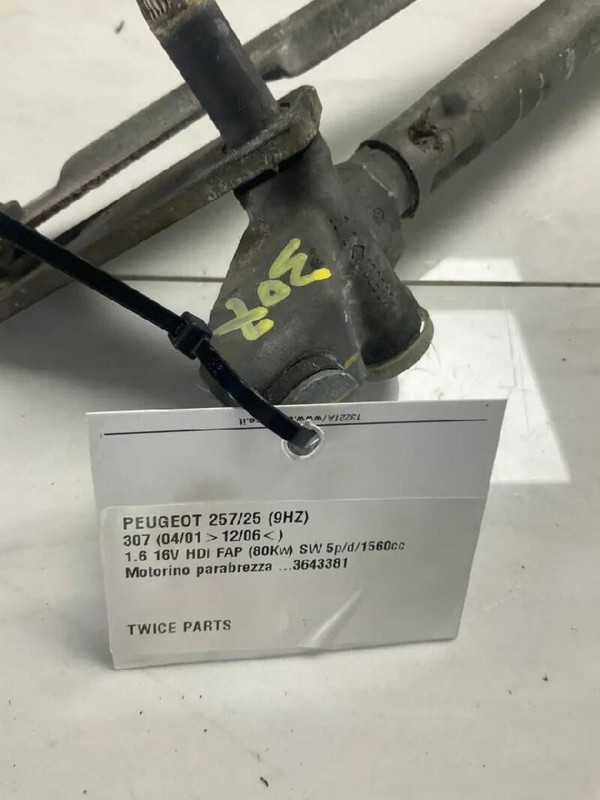 307
PEUGEOT 257/25 (9HZ)
307 (04/01 > 12/06 < )
1.6 16V HDI FAP (80Kw) SW 5p/d/1560cc
Motorino parabrezza ...3643381
TWICE PARTS